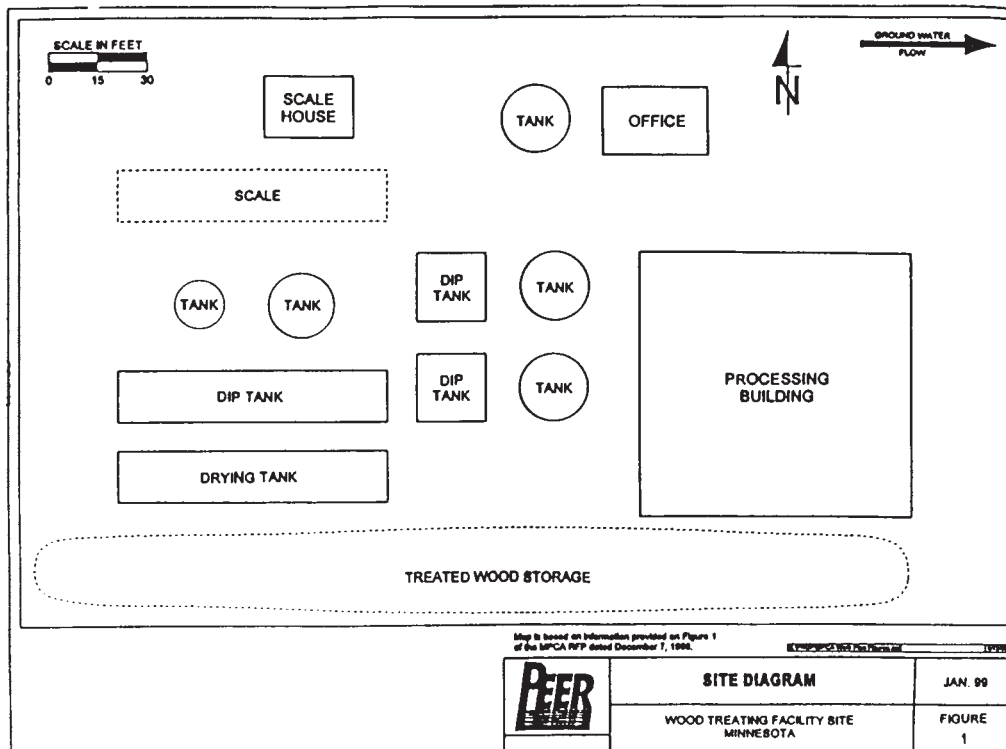 SCALE IN FEET
0 15 30
GROUND WATER
FLOW
N
SCALE
HOUSE
TANK
OFFICE
SCALE
TANK
TANK
DIP
TANK
TANK
DIP TANK
DIP
TANK
TANK
PROCESSING
BUILDING
DRYING TANK
TREATED WOOD STORAGE
Map is based on information provided on Figure 1
of the MPCA RFP dated December 7, 1998.
PEER
SITE DIAGRAM
JAN. 99
WOOD TREATING FACILITY SITE
MINNESOTA
FIGURE
1